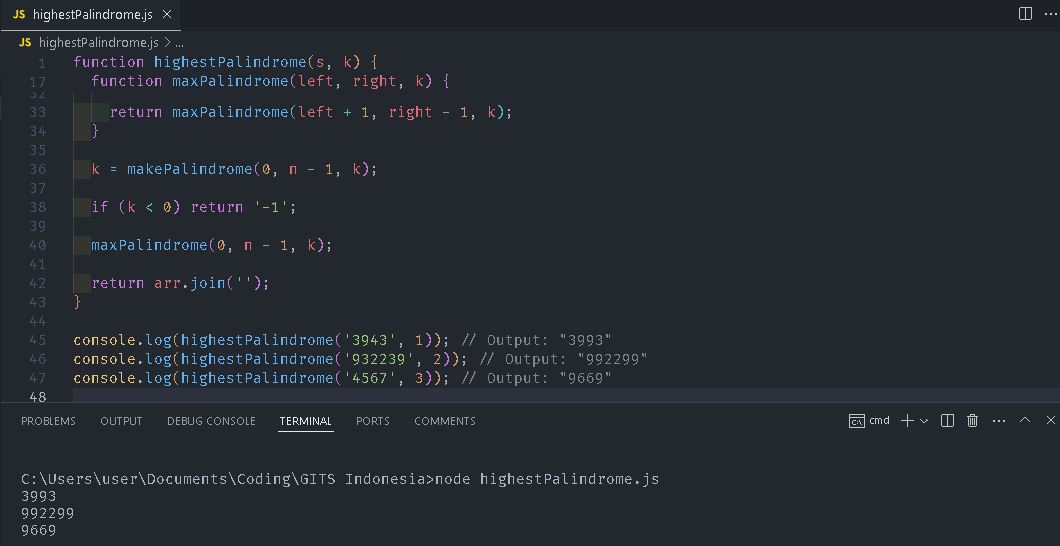 JS highestPalindrome.js
JS highestPalindrome.js > ...
1 function highestPalindrome(s, k) {
17 function maxPalindrome(left, right, k) {
32
33 return maxPalindrome(left + 1, right - 1, k);
34 }
35
36 k = makePalindrome(0, n - 1, k);
37
38 if (k < 0) return '-1';
39
40 maxPalindrome(0, n - 1, k);
41
42 return arr.join('');
43 }
44
45 console.log(highestPalindrome('3943', 1)); // Output: "3993"
46 console.log(highestPalindrome('932239', 2)); // Output: "992299"
47 console.log(highestPalindrome('4567', 3)); // Output: "9669"
48
PROBLEMS OUTPUT DEBUG CONSOLE TERMINAL PORTS COMMENTS cmd
C:\Users\user\Documents\Coding\GITS Indonesia>node highestPalindrome.js
3993
992299
9669